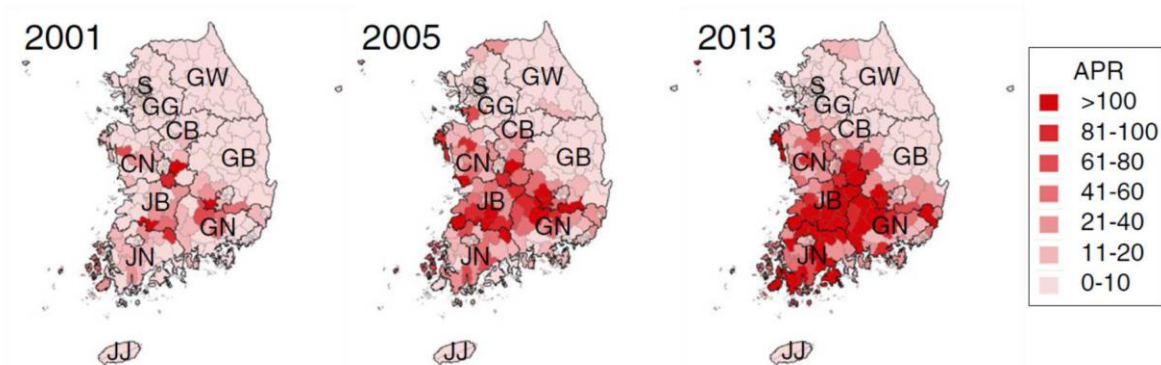 2001
S
GW
GG
CB
CN
GB
JB
GN
JN
JJ
2005
S
GW
GG
CB
CN
GB
JB
GN
JN
JJ
2013
S
GW
GG
CB
CN
GB
JB
GN
JN
JJ
APR
>100
81-100
61-80
41-60
21-40
11-20
0-10